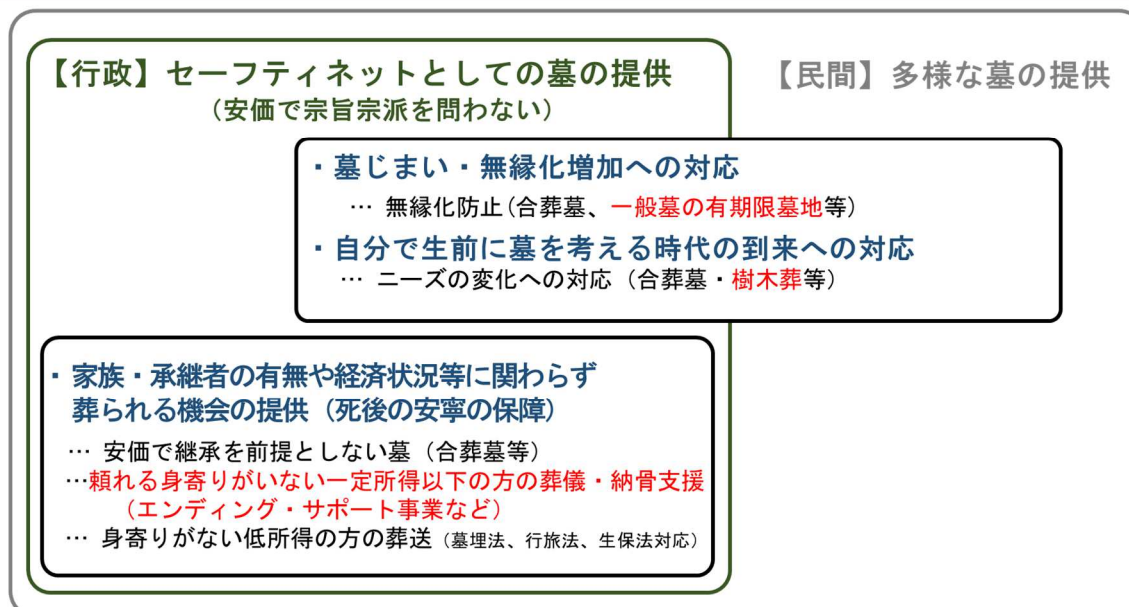 【行政】セーフティネットとしての墓の提供
（安価で宗旨宗派を問わない）
【民間】多様な墓の提供
・墓じまい・無縁化増加への対応
… 無縁化防止（合葬墓、一般墓の有期限墓地等）
・自分で生前に墓を考える時代の到来への対応
… ニーズの変化への対応（合葬墓・樹木葬等）
・家族・承継者の有無や経済状況等に関わらず
葬られる機会の提供（死後の安寧の保障）
… 安価で継承を前提としない墓（合葬墓等）
…頼れる身寄りがいない一定所得以下の方の葬儀・納骨支援
（エンディング・サポート事業など）
… 身寄りがない低所得の方の葬送（墓埋法、行旅法、生保法対応）